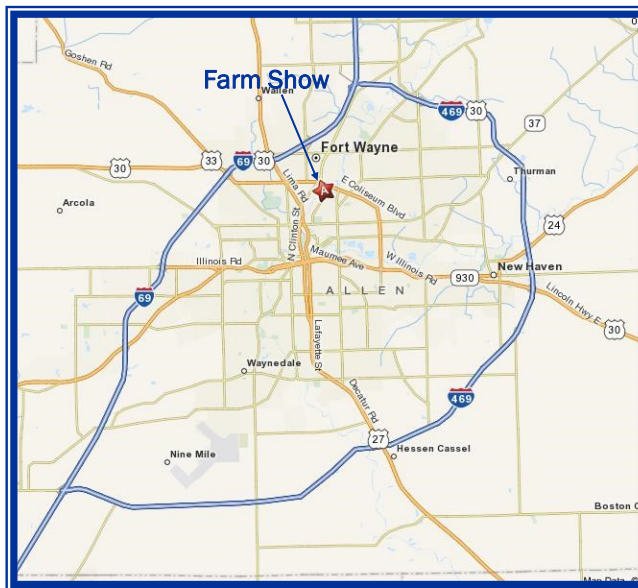 Goshen Rd
Farm Show
Wallen
469
30
37
Fort Wayne
33
69
30
30
Thurman
A
E Coliseum Blvd
Lima Rd
Arcola
N Clinton St
24
Maumee Ave
W Illinois Rd
Illinois Rd
930
New Haven
69
ALLEN
Lincoln Hwy E
30
Lafayette St
Waynedale
Decatur Rd
469
27
Nine Mile
Hessen Cassel
Boston C
Map Data